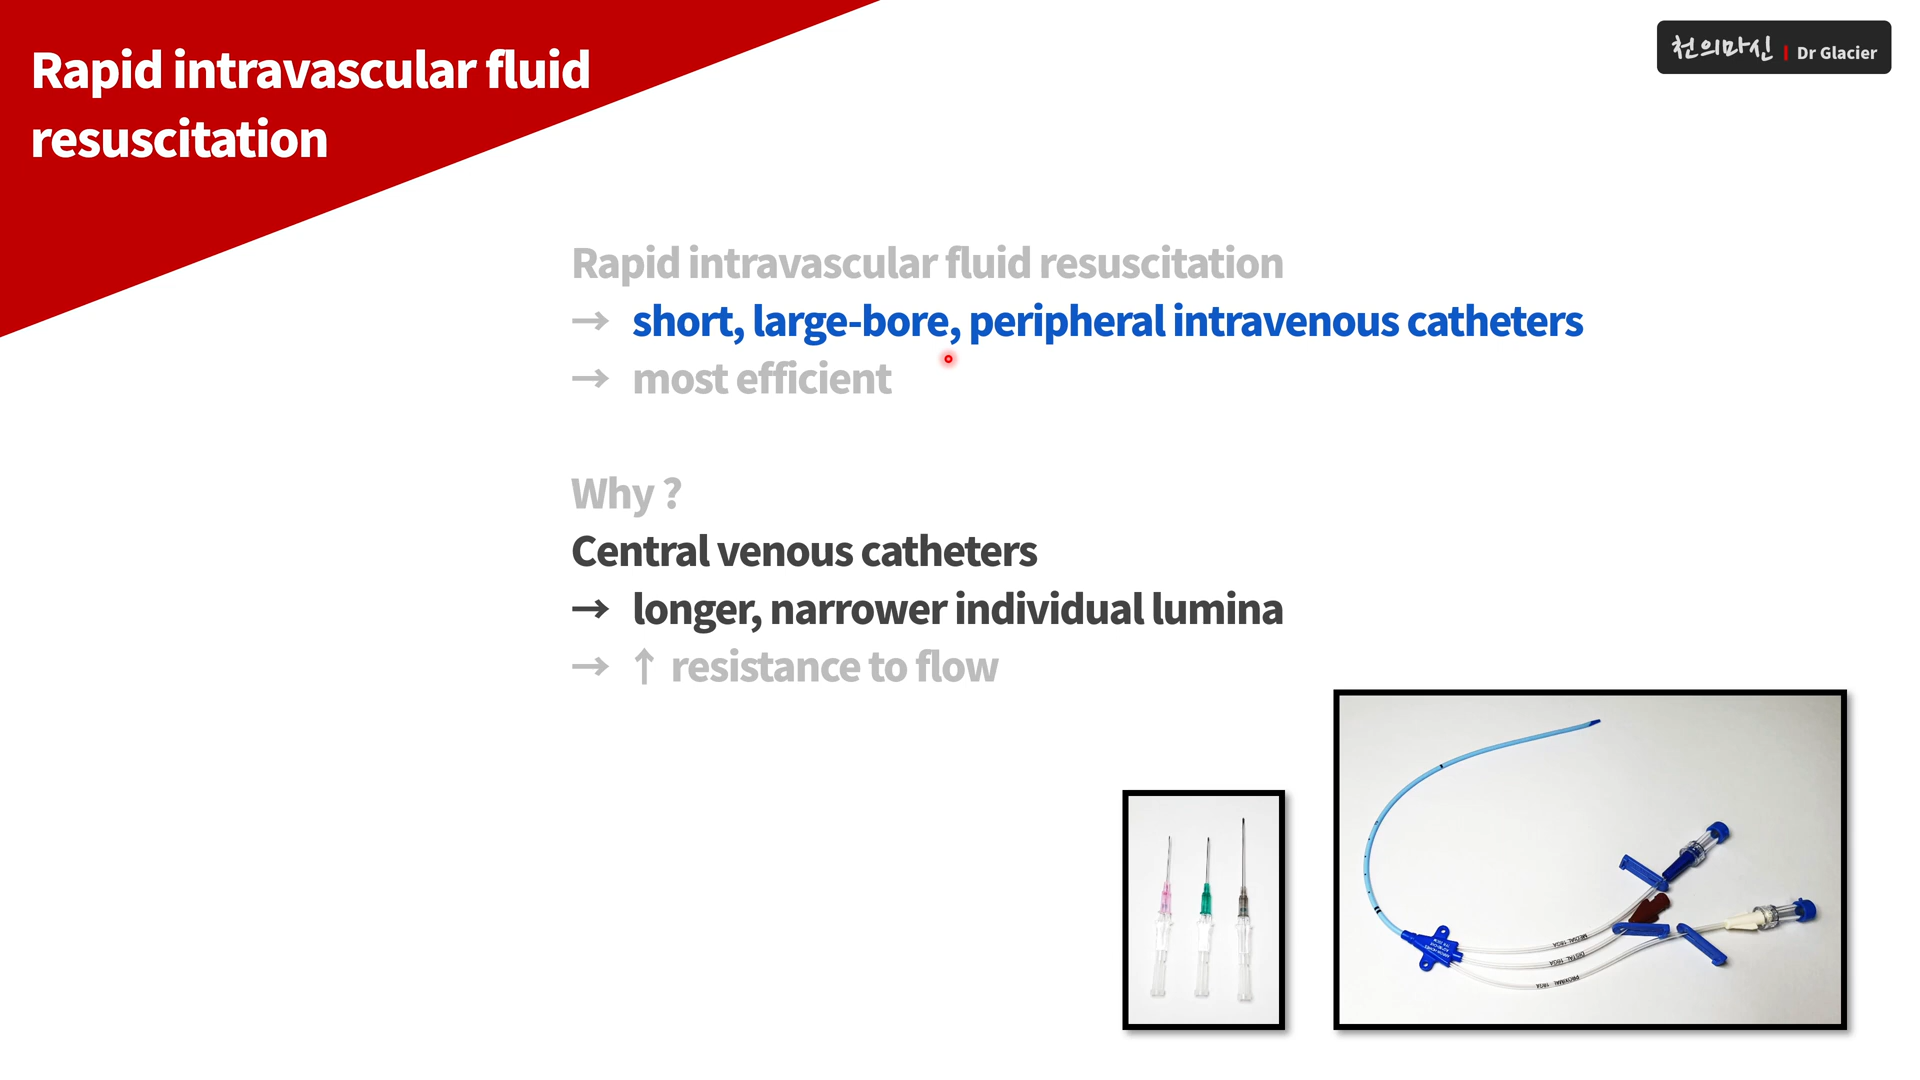 Rapid intravascular fluid
resuscitation
천의마신 | Dr Glacier
Rapid intravascular fluid resuscitation
→ short, large-bore, peripheral intravenous catheters
→ most efficient
Why ?
Central venous catheters
→ longer, narrower individual lumina
→ ↑ resistance to flow